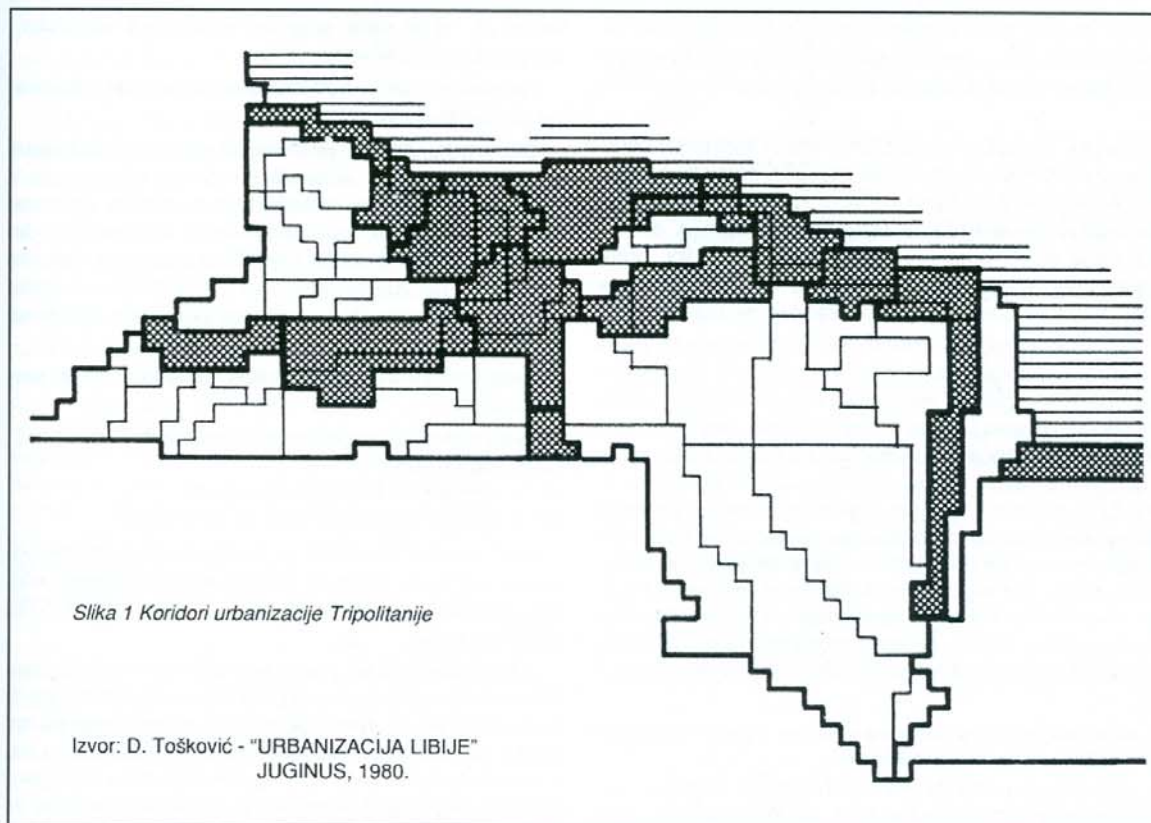 Slika 1 Koridori urbanizacije Tripolitanije
Izvor: D. Tošković - "URBANIZACIJA LIBIJE"
JUGINUS, 1980.